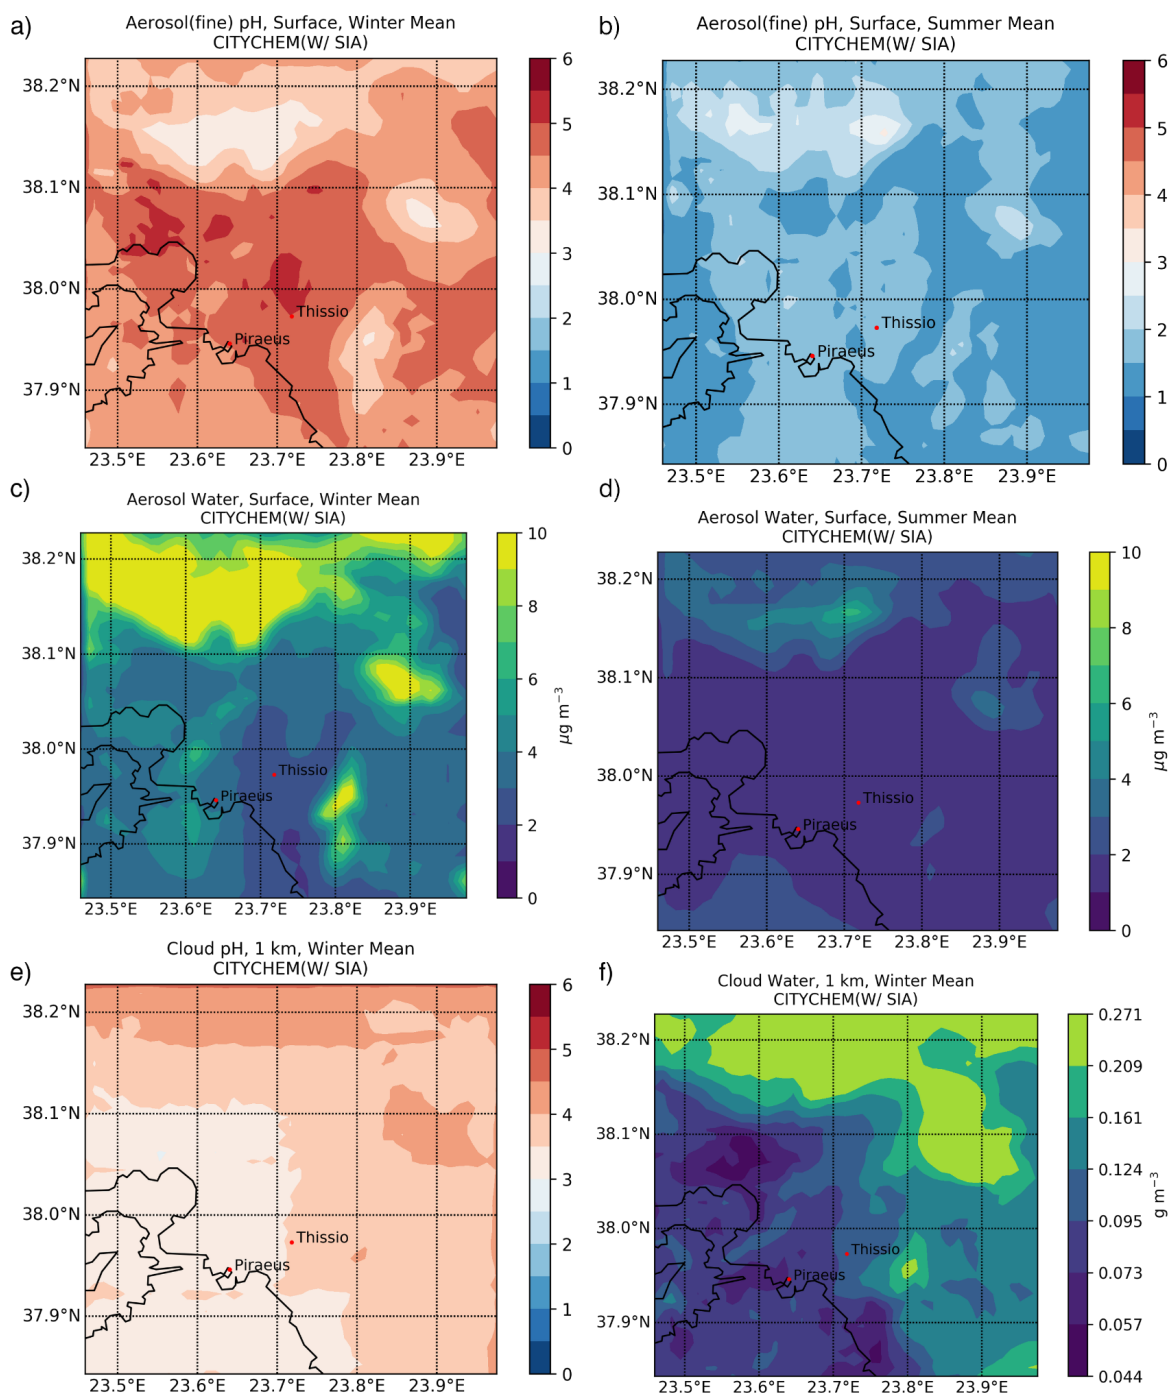 a)
Aerosol(fine) pH, Surface, Winter Mean
CITYCHEM(W/ SIA)
38.2°N
38.1°N
38.0°N
37.9°N
23.5°E 23.6°E 23.7°E 23.8°E 23.9°E
Thissio
Piraeus
6
5
4
3
2
1
0
b)
Aerosol(fine) pH, Surface, Summer Mean
CITYCHEM(W/ SIA)
38.2°N
38.1°N
38.0°N
37.9°N
23.5°E 23.6°E 23.7°E 23.8°E 23.9°E
Thissio
Piraeus
6
5
4
3
2
1
0
c)
Aerosol Water, Surface, Winter Mean
CITYCHEM(W/ SIA)
38.2°N
38.1°N
38.0°N
37.9°N
23.5°E 23.6°E 23.7°E 23.8°E 23.9°E
Thissio
Piraeus
10
8
6
4
2
0
μg m⁻³
d)
Aerosol Water, Surface, Summer Mean
CITYCHEM(W/ SIA)
38.2°N
38.1°N
38.0°N
37.9°N
23.5°E 23.6°E 23.7°E 23.8°E 23.9°E
Thissio
Piraeus
10
8
6
4
2
0
μg m⁻³
e)
Cloud pH, 1 km, Winter Mean
CITYCHEM(W/ SIA)
38.2°N
38.1°N
38.0°N
37.9°N
23.5°E 23.6°E 23.7°E 23.8°E 23.9°E
Thissio
Piraeus
6
5
4
3
2
1
0
f)
Cloud Water, 1 km, Winter Mean
CITYCHEM(W/ SIA)
38.2°N
38.1°N
38.0°N
37.9°N
23.5°E 23.6°E 23.7°E 23.8°E 23.9°E
Thissio
Piraeus
0.271
0.209
0.161
0.124
0.095
0.073
0.057
0.044
g m⁻³